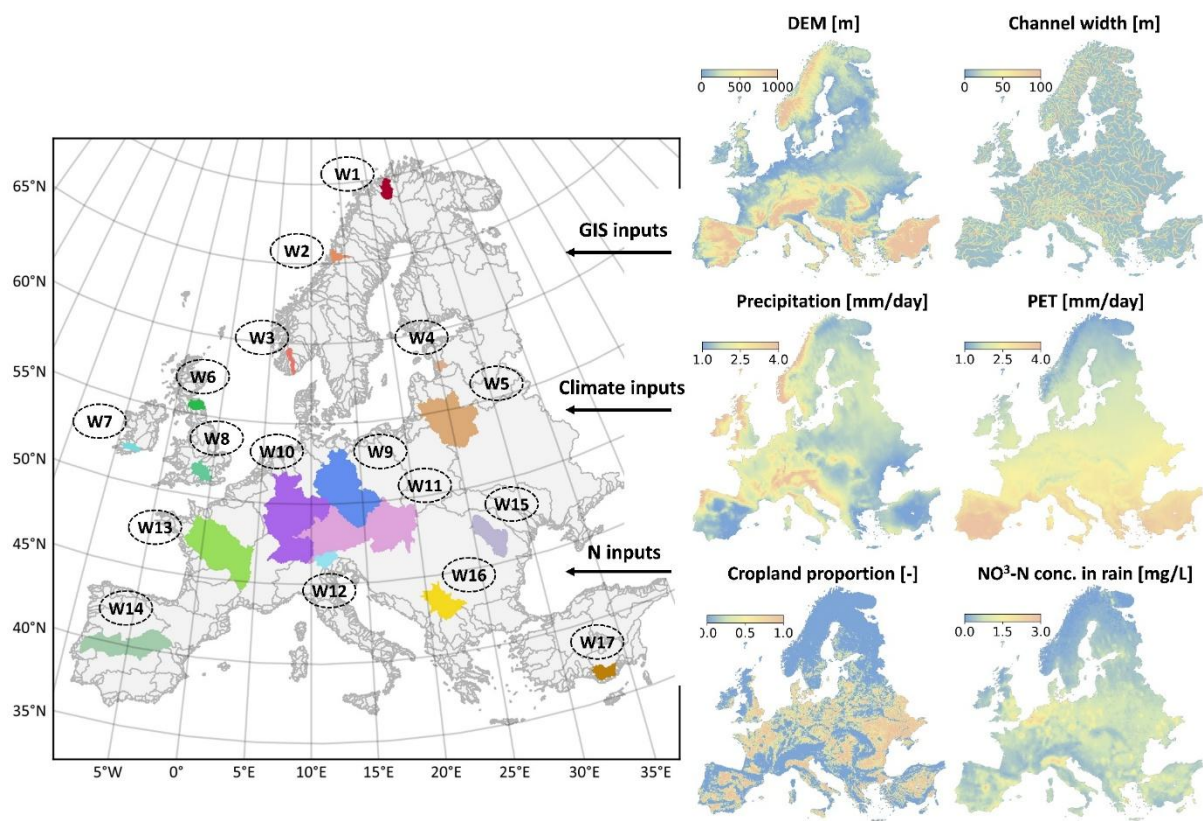 DEM [m]
0 500 1000
Channel width [m]
0 50 100
65°N
60°N
55°N
50°N
45°N
40°N
35°N
W1
W2
W3
W4
W5
W6
W7
W8
W10
W9
W11
W13
W15
W16
W12
W14
W17
GIS inputs
Climate inputs
N inputs
Precipitation [mm/day]
1.0 2.5 4.0
PET [mm/day]
1.0 2.5 4.0
Cropland proportion [-]
0.0 0.5 1.0
NO³-N conc. in rain [mg/L]
0.0 1.5 3.0
5°W 0° 5°E 10°E 15°E 20°E 25°E 30°E 35°E